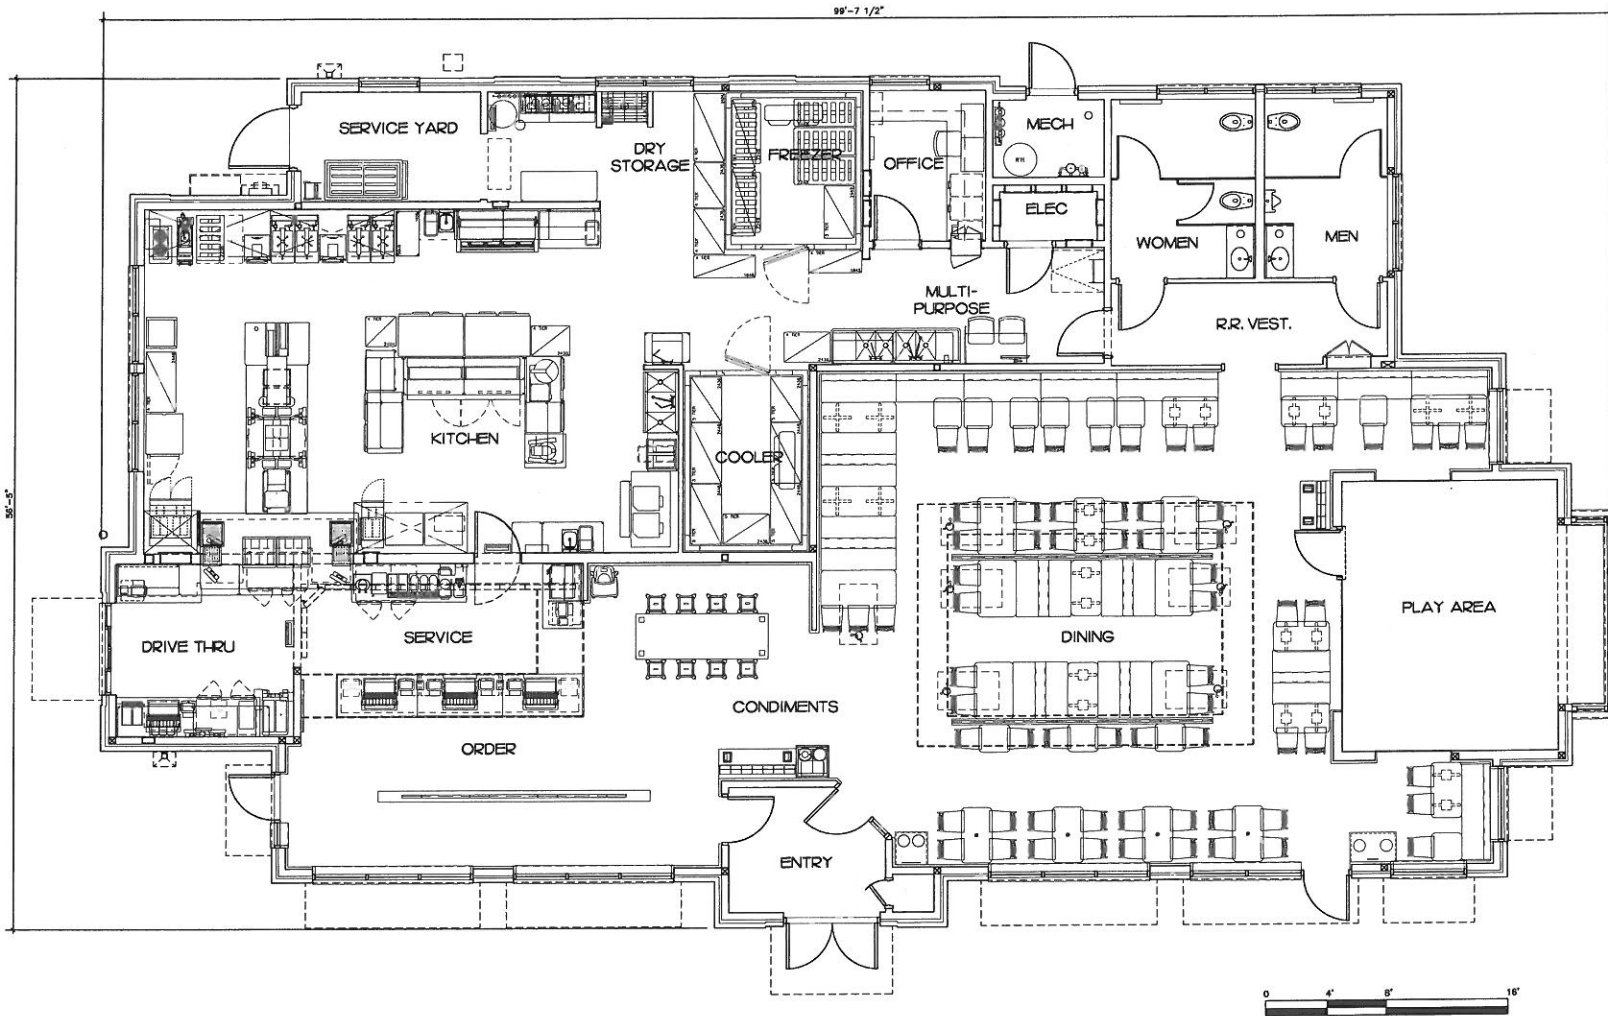 99'-7 1/2"
56'-5"
SERVICE YARD
DRY
STORAGE
FREEZER
OFFICE
MECH
ELEC
WOMEN
MEN
MULTI-
PURPOSE
R.R. VEST.
KITCHEN
COOLER
PLAY AREA
DINING
DRIVE THRU
SERVICE
CONDIMENTS
ORDER
ENTRY
0 4' 8' 16'